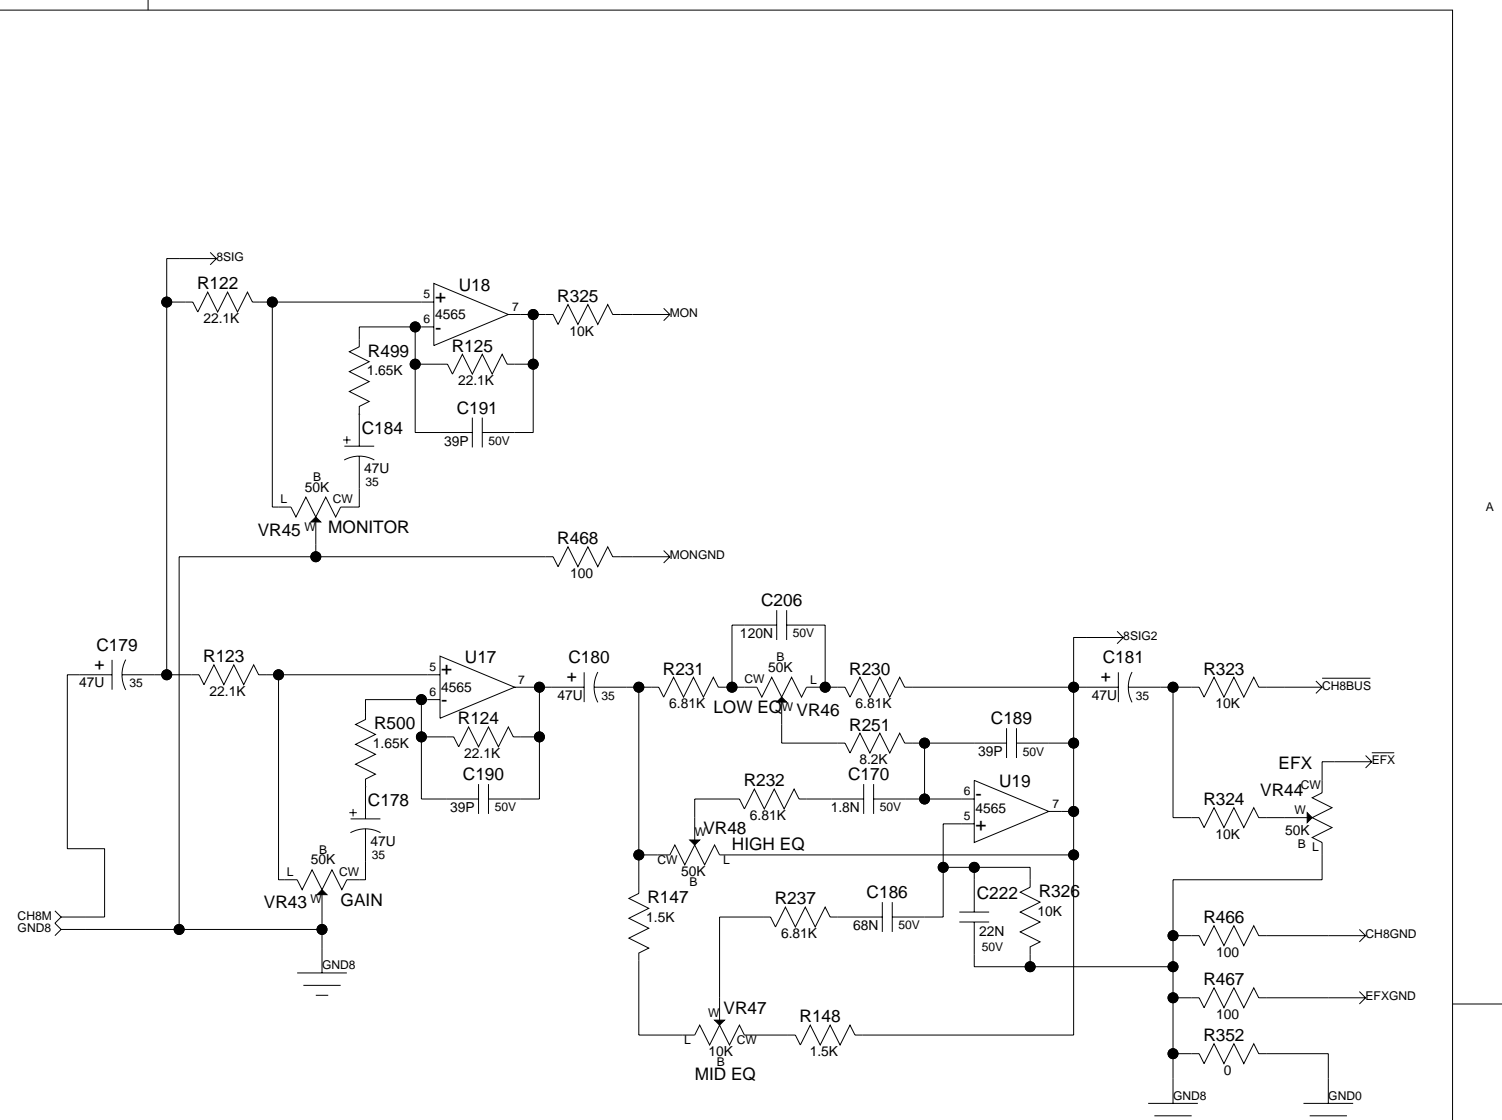 8SIG
R122
22.1K
5
+
6
-
4565
U18
7
R325
10K
MON
R499
1.65K
R125
22.1K
C191
39P
50V
+
C184
47U
35
B
50K
L
CW
W
VR45
MONITOR
R468
100
MONGND
C179
+
47U
35
R123
22.1K
5
+
6
-
4565
U17
7
R500
1.65K
R124
22.1K
C190
39P
50V
+
C178
47U
35
B
50K
L
CW
W
VR43
GAIN
CH8M
GND8
GND8
C180
+
47U
35
R231
6.81K
C206
120N
50V
B
50K
CW
L
W
LOW EQ
VR46
R230
6.81K
R251
8.2K
C189
39P
50V
R232
6.81K
C170
1.8N
50V
6
-
5
+
4565
U19
7
W
VR48
HIGH EQ
CW
L
50K
B
R147
1.5K
R237
6.81K
C186
68N
50V
C222
22N
50V
R326
10K
W
VR47
L
CW
10K
B
MID EQ
R148
1.5K
8SIG2
C181
+
47U
35
R323
10K
CH8BUS
R324
10K
EFX
VR44
CW
W
50K
B
L
EFX
R466
100
CH8GND
R467
100
EFXGND
R352
0
GND8
GND0
A